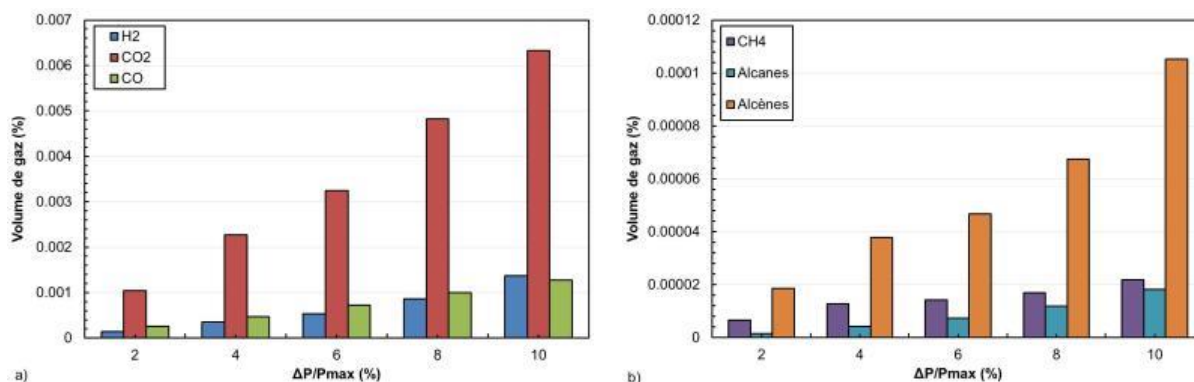 0.007
0.006
0.005
0.004
0.003
0.002
0.001
0
Volume de gaz (%)
H2
CO2
CO
2 4 6 8 10
ΔP/Pmax (%)
a)
0.00012
0.0001
0.00008
0.00006
0.00004
0.00002
0
Volume de gaz (%)
CH4
Alcanes
Alcènes
2 4 6 8 10
ΔP/Pmax (%)
b)